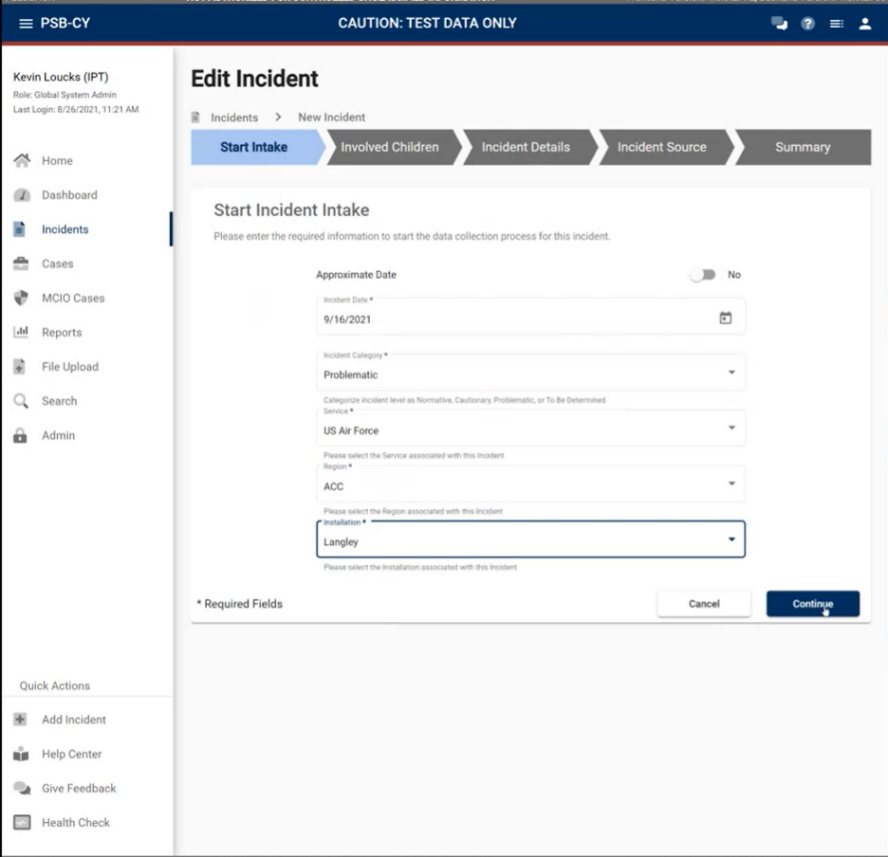 PSB-CY
CAUTION: TEST DATA ONLY
Kevin Loucks (IPT)
Role: Global System Admin
Last Login: 8/26/2021, 11:21 AM
Home
Dashboard
Incidents
Cases
MCIO Cases
Reports
File Upload
Search
Admin
Quick Actions
Add Incident
Help Center
Give Feedback
Health Check
Edit Incident
Incidents > New Incident
Start Intake
Involved Children
Incident Details
Incident Source
Summary
Start Incident Intake
Please enter the required information to start the data collection process for this incident.
Approximate Date
No
Incident Date *
9/16/2021
Incident Category *
Problematic
Categorize incident level as Normative, Cautionary, Problematic, or To Be Determined
Service *
US Air Force
Please select the Service associated with this Incident
Region *
ACC
Please select the Region associated with this Incident
Installation *
Langley
Please select the Installation associated with this Incident
* Required Fields
Cancel
Continue